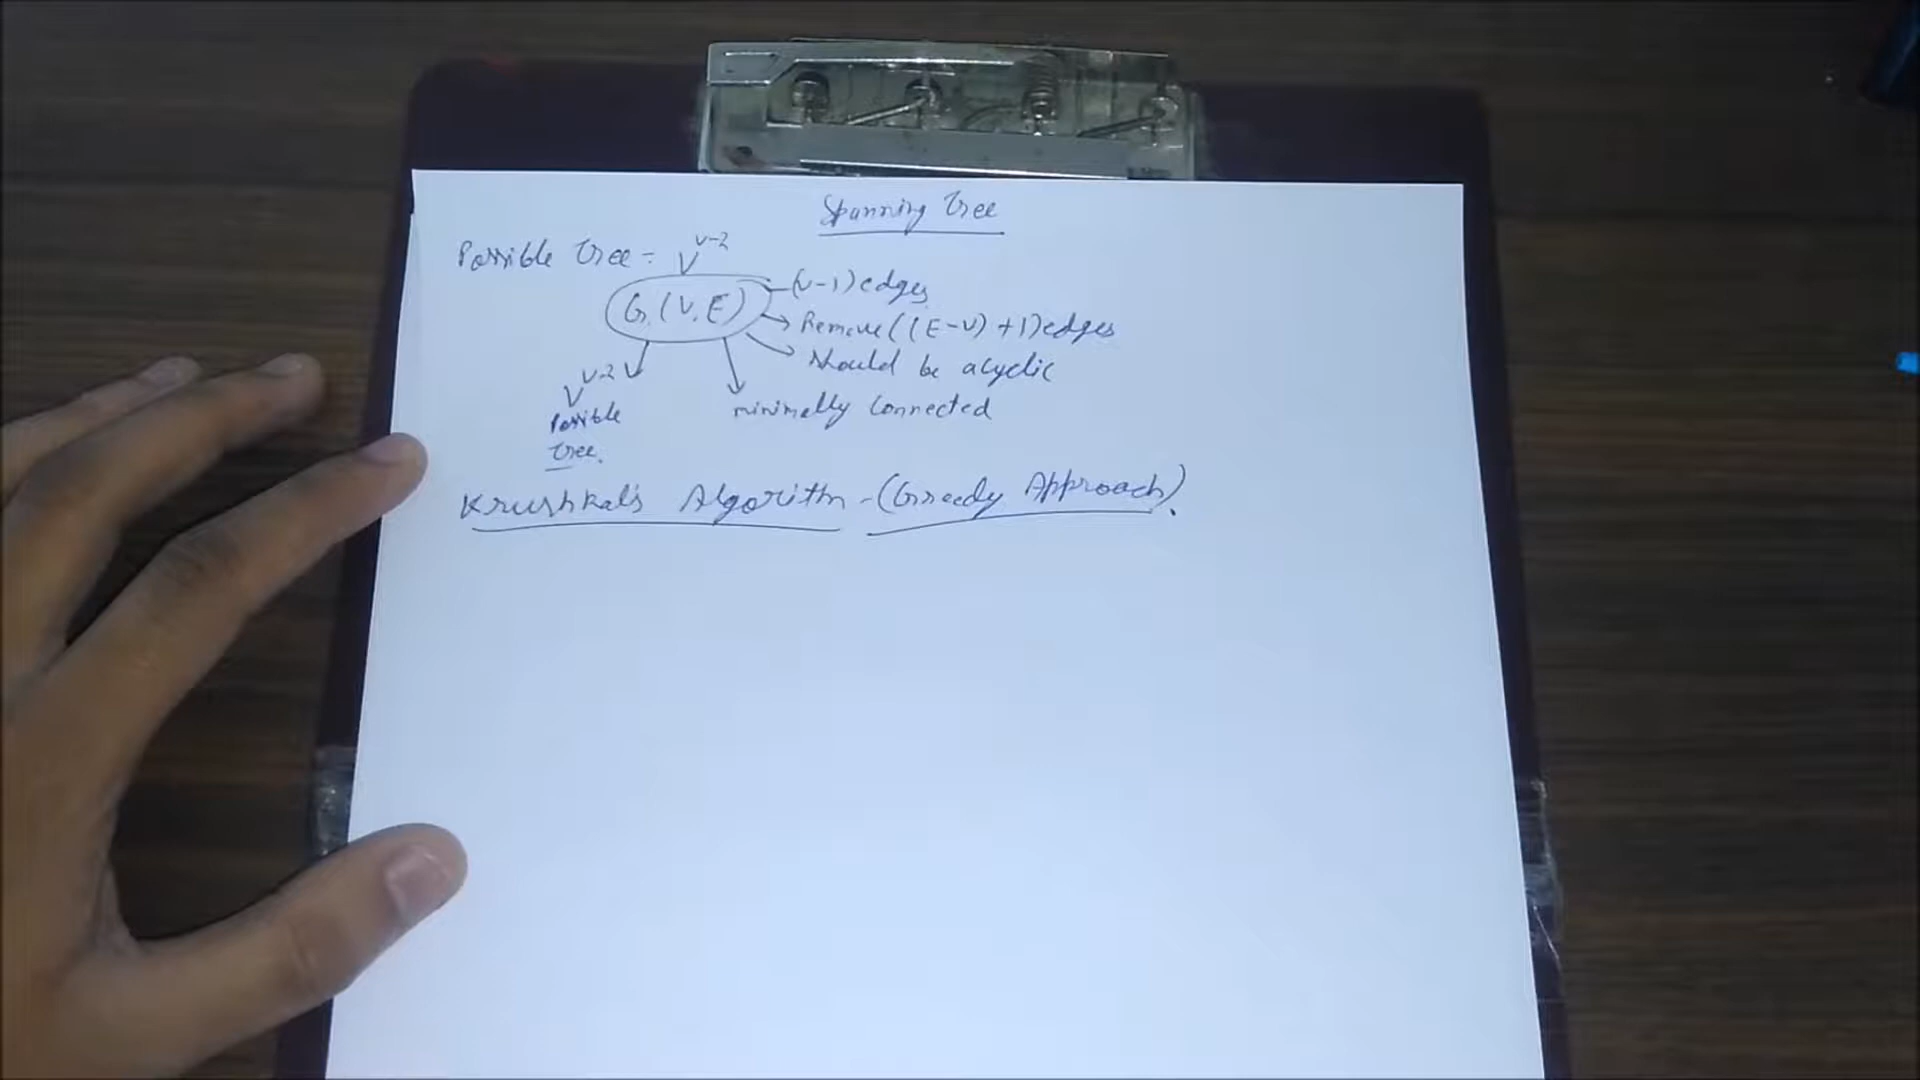 Spanning Tree
Possible Tree = V^V-2
G(V,E)
(V-1) edges
Remove ((E-V) +1) edges
Should be acyclic
minimally connected
V^V-2
Possible
Tree.
Krushkal's Algorithm - (Greedy Approach).